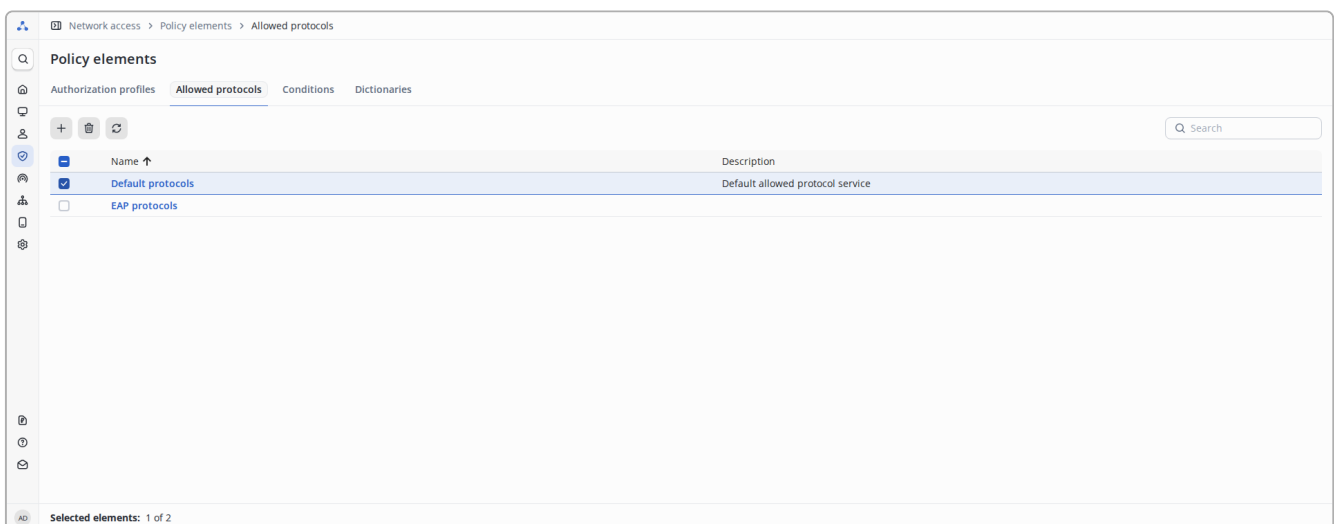 Network access > Policy elements > Allowed protocols
Policy elements
Authorization profiles Allowed protocols Conditions Dictionaries
Search
Name Description
Default protocols Default allowed protocol service
EAP protocols
AD Selected elements: 1 of 2